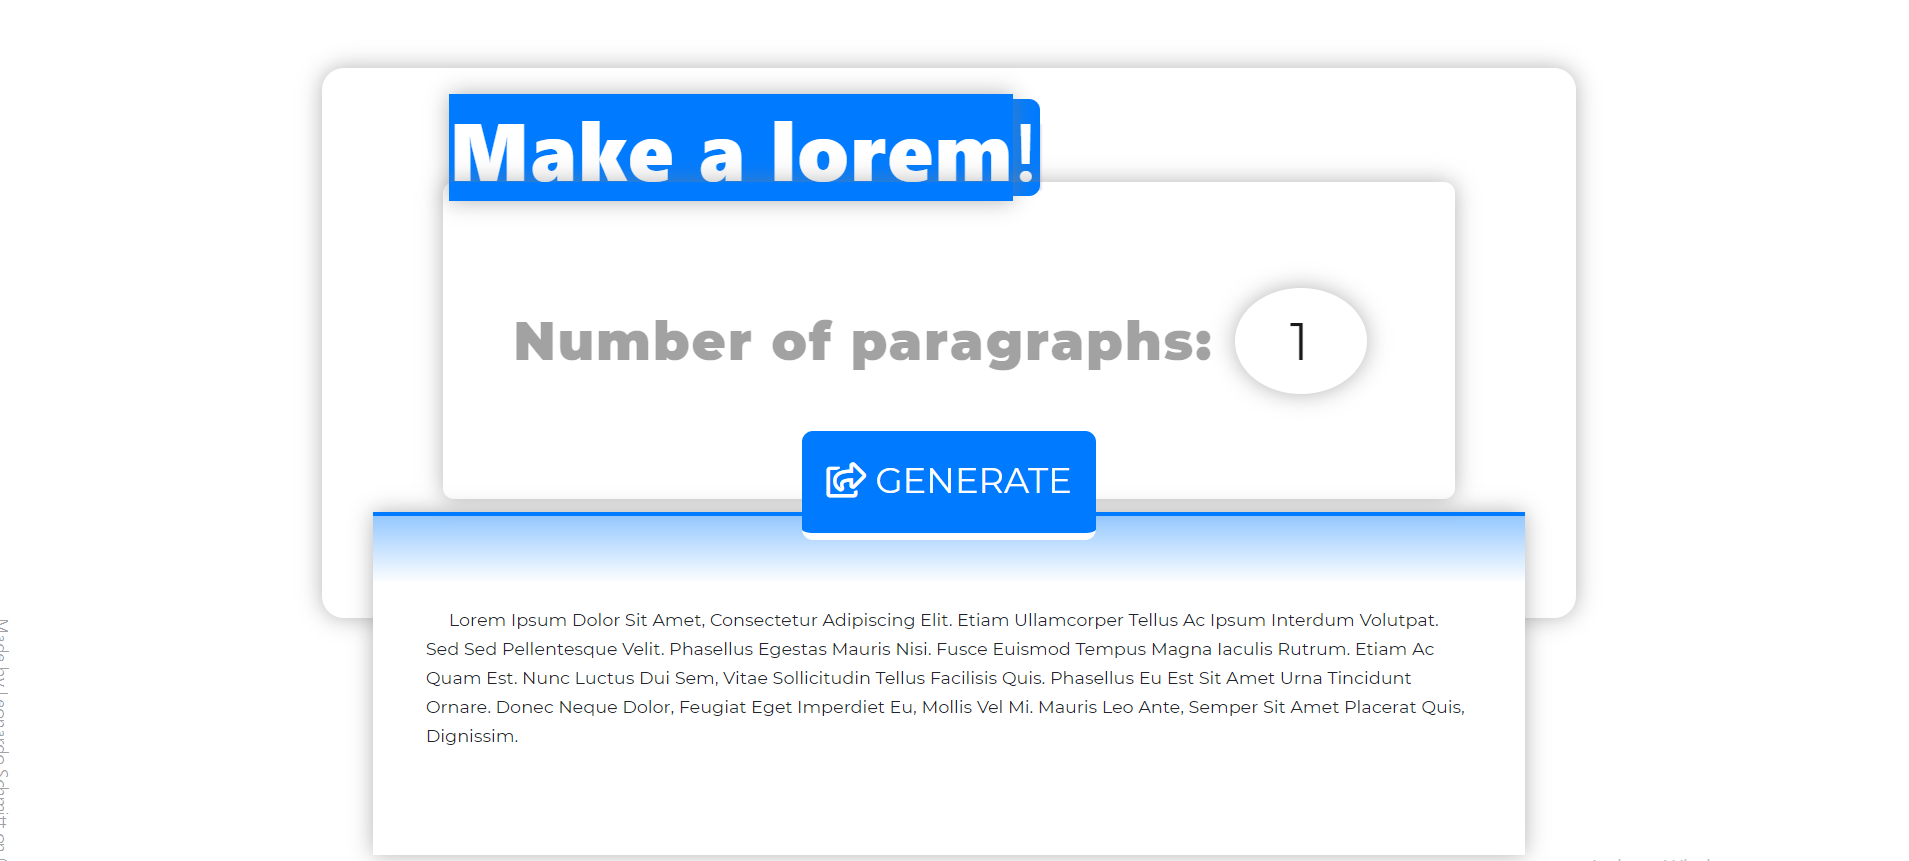 Make a lorem!
Number of paragraphs: 1
GENERATE
Lorem Ipsum Dolor Sit Amet, Consectetur Adipiscing Elit. Etiam Ullamcorper Tellus Ac Ipsum Interdum Volutpat.
Sed Sed Pellentesque Velit. Phasellus Egestas Mauris Nisi. Fusce Euismod Tempus Magna Iaculis Rutrum. Etiam Ac
Quam Est. Nunc Luctus Dui Sem, Vitae Sollicitudin Tellus Facilisis Quis. Phasellus Eu Est Sit Amet Urna Tincidunt
Ornare. Donec Neque Dolor, Feugiat Eget Imperdiet Eu, Mollis Vel Mi. Mauris Leo Ante, Semper Sit Amet Placerat Quis,
Dignissim.
Made by Leonardo Schmitt